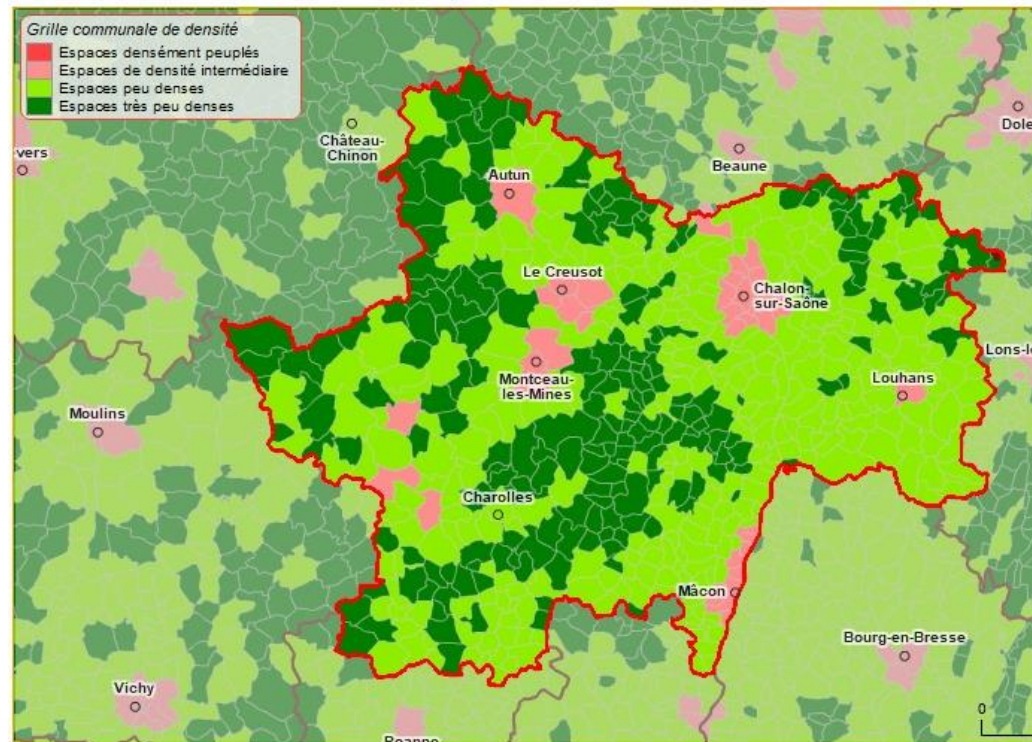 Grille communale de densité
Espaces densément peuplés
Espaces de densité intermédiaire
Espaces peu denses
Espaces très peu denses
Château-
Chinon
Dole
vers
Beaune
Autun
Le Creusot
Chalon-
sur-Saône
Lons-le
Montceau-
les-Mines
Louhans
Moulins
Charolles
Mâcon
Bourg-en-Bresse
Vichy
0
Roanne